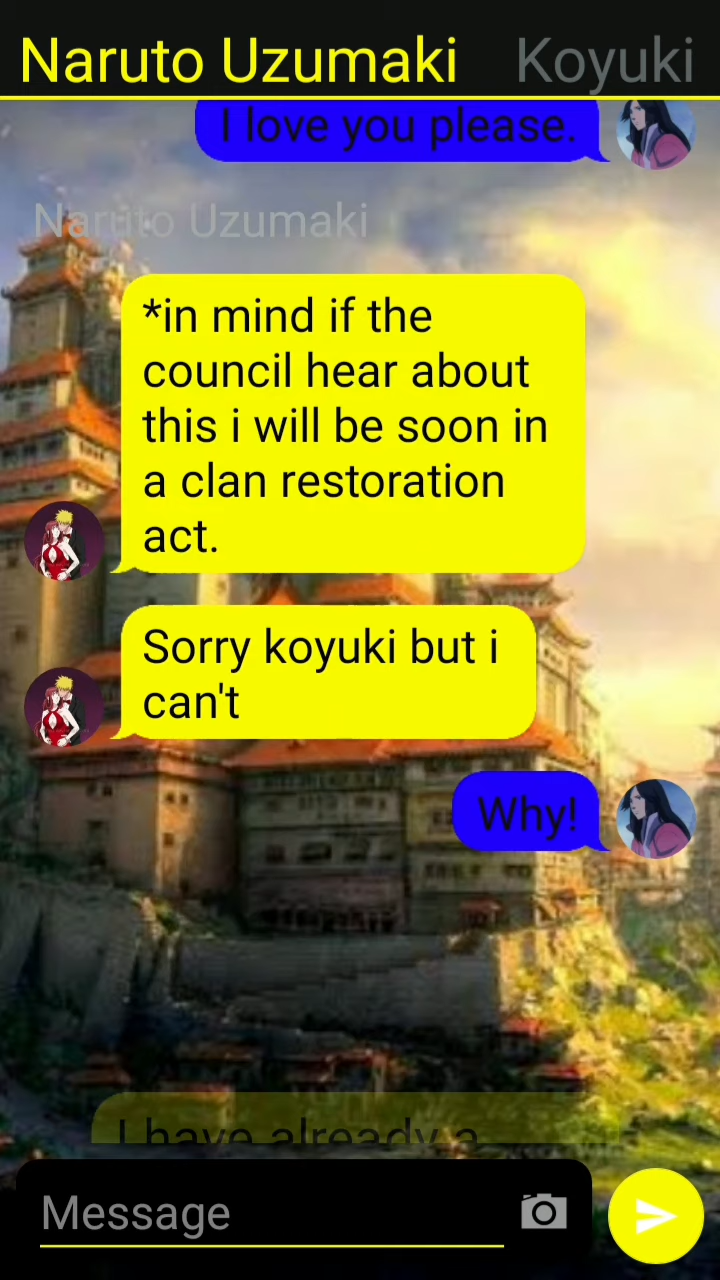 Naruto Uzumaki Koyuki
I love you please.
Naruto Uzumaki
*in mind if the
council hear about
this i will be soon in
a clan restoration
act.
Sorry koyuki but i
can't
Why!
I have already a
Message